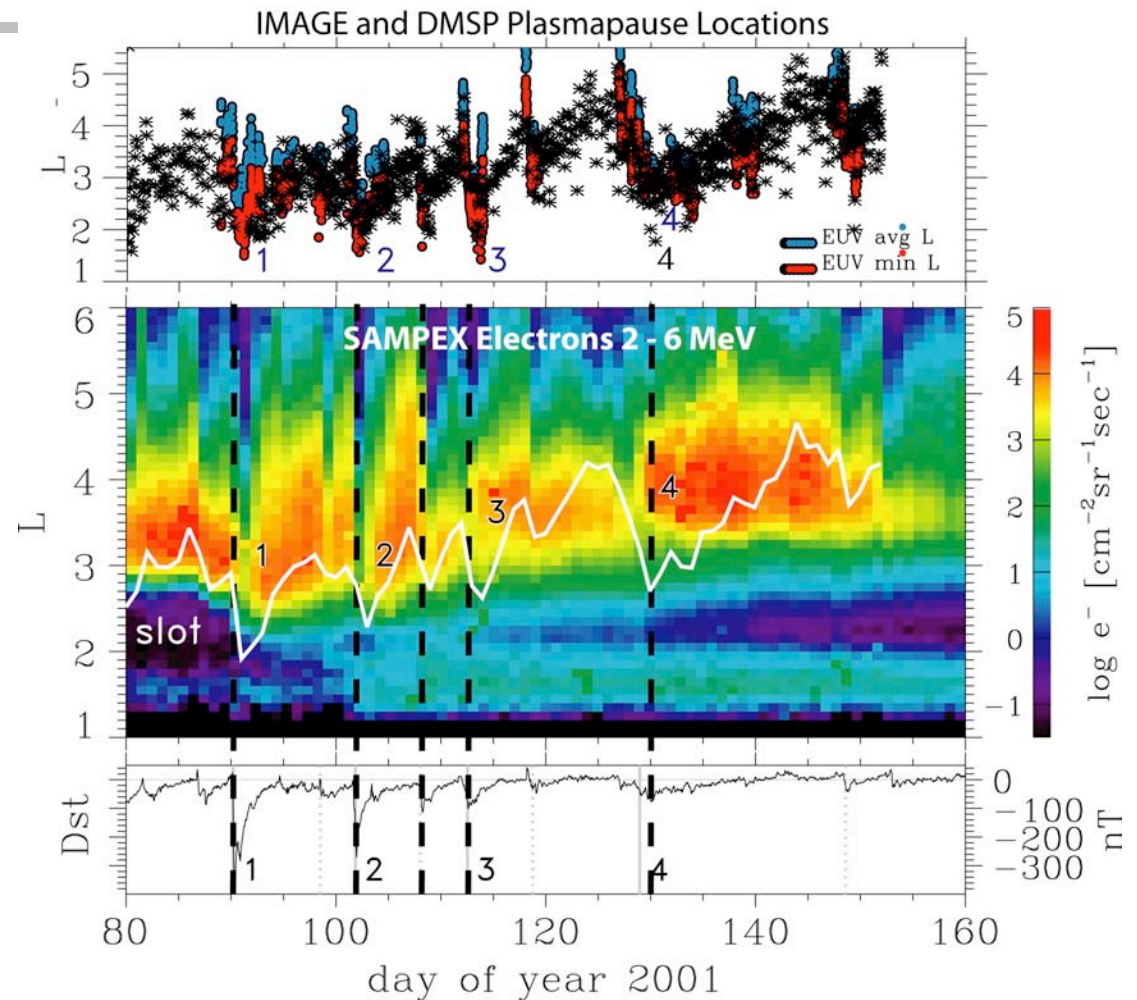 IMAGE and DMSP Plasmapause Locations
5
4
3
2
1
L
1
2
3
4
4
EUV avg L
EUV min L
SAMPEX Electrons 2 - 6 MeV
6
5
4
3
2
1
L
slot
1
2
3
4
5
4
3
2
1
0
−1
log e⁻ [cm⁻²sr⁻¹sec⁻¹]
Dst
1
2
3
4
0
−100
−200
−300
nT
80 100 120 140 160
day of year 2001